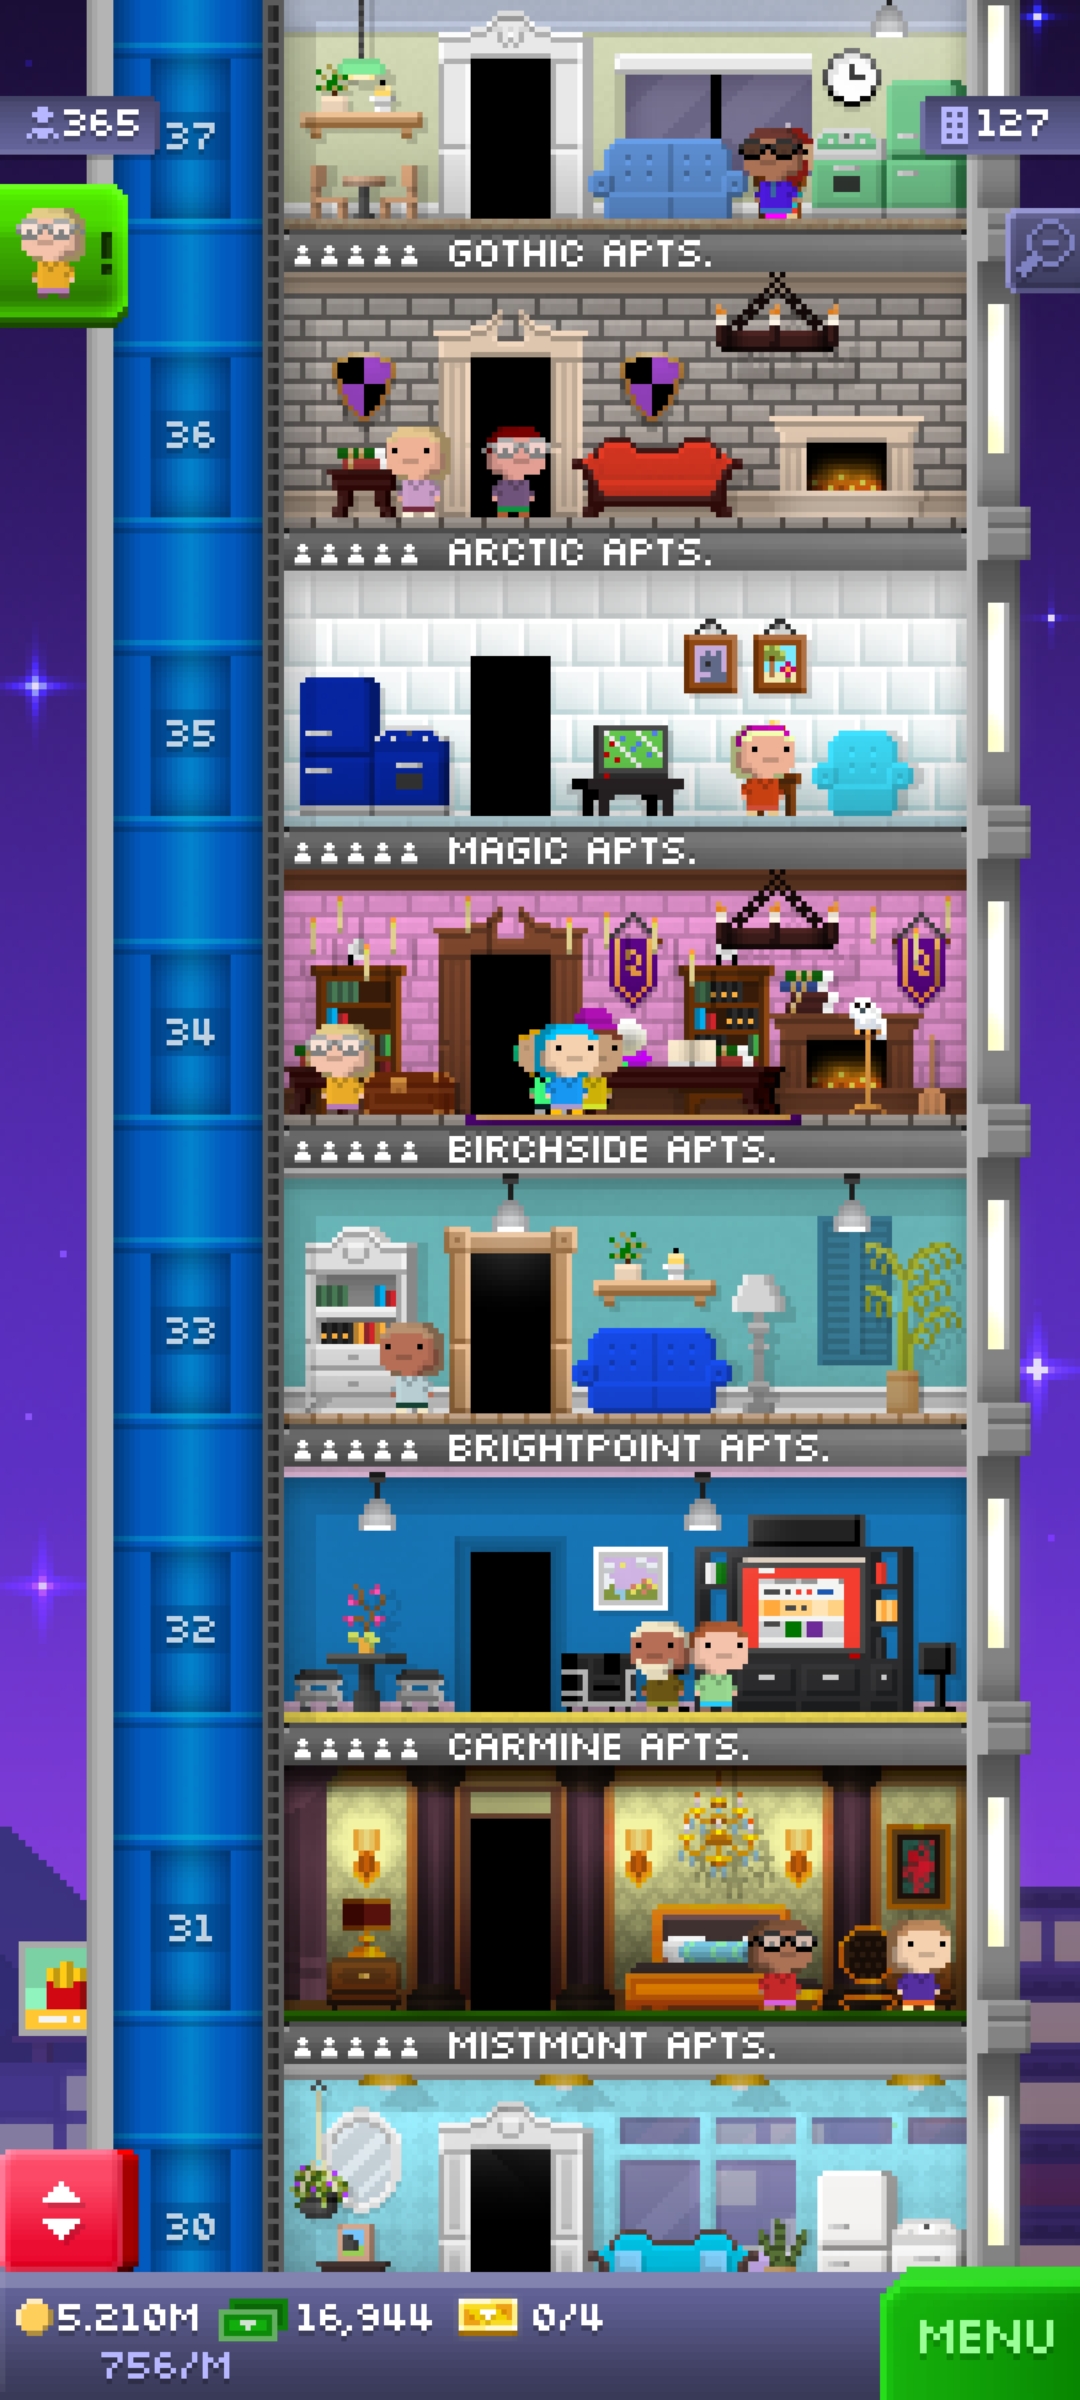 365
37
127
!
GOTHIC APTS.
36
ARCTIC APTS.
35
MAGIC APTS.
34
BIRCHSIDE APTS.
33
BRIGHTPOINT APTS.
32
CARMINE APTS.
31
MISTMONT APTS.
30
5.210M 16,944 0/4
756/M
MENU